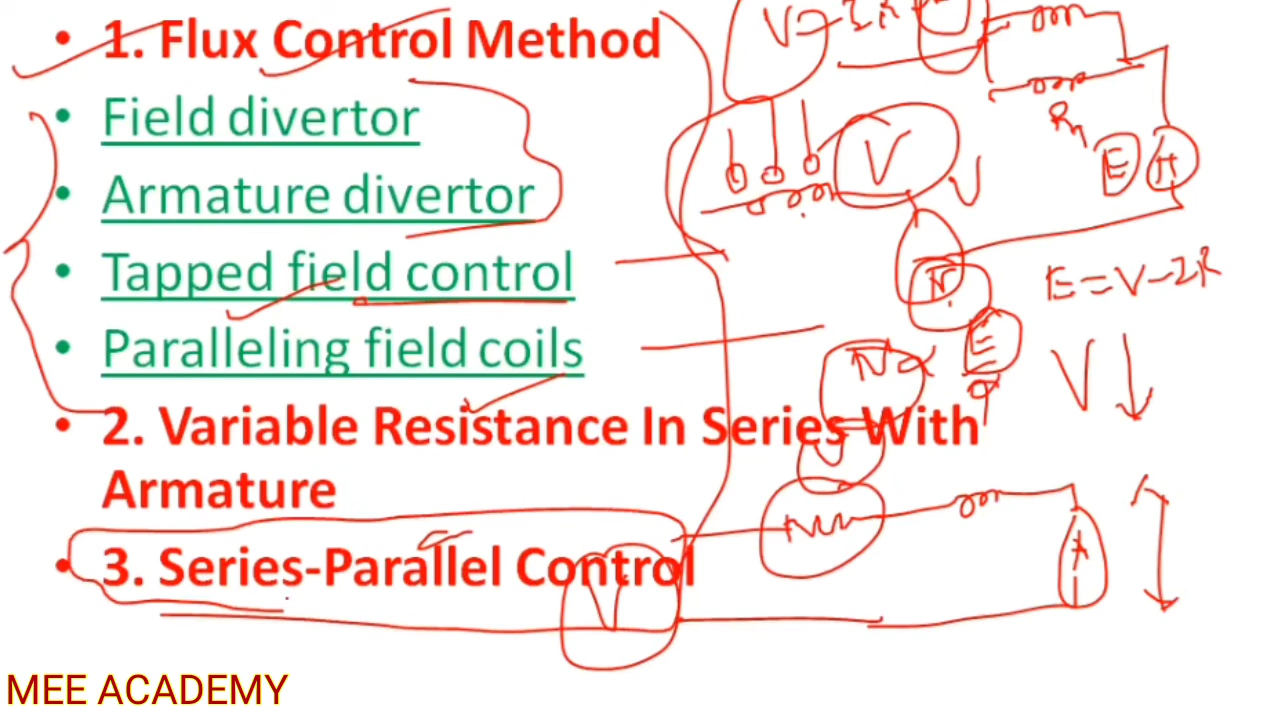 • 1. Flux Control Method
• Field divertor
• Armature divertor
• Tapped field control
• Paralleling field coils
• 2. Variable Resistance In Series With
Armature
• 3. Series-Parallel Control
V
V
E
E = V - IR
N
E
N ∝
V
V
MEE ACADEMY